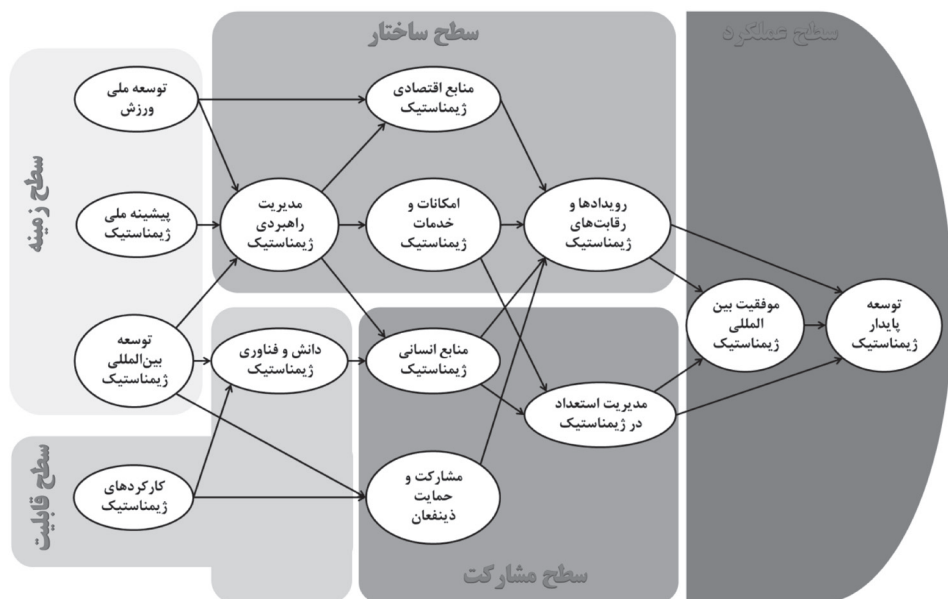 سطح عملکرد
سطح ساختار
سطح زمینه
سطح قابلیت
سطح مشارکت
توسعه ملی
ورزش
پیشینه ملی
ژیمناستیک
توسعه
بین‌المللی
ژیمناستیک
کارکردهای
ژیمناستیک
مدیریت
راهبردی
ژیمناستیک
دانش و فناوری
ژیمناستیک
منابع اقتصادی
ژیمناستیک
امکانات و
خدمات
ژیمناستیک
منابع انسانی
ژیمناستیک
مشارکت و
حمایت
ذینفعان
رویدادها و
رقابت‌های
ژیمناستیک
مدیریت استعداد
در ژیمناستیک
موفقیت بین
المللی
ژیمناستیک
توسعه
پایدار
ژیمناستیک